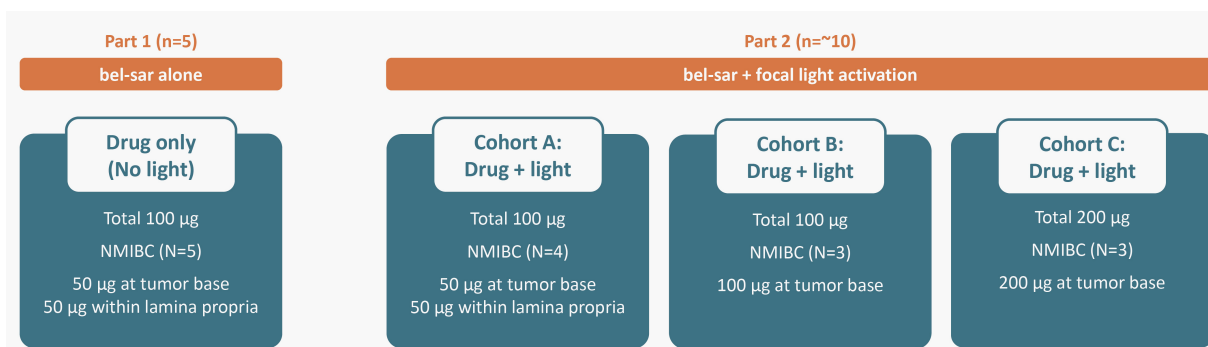 Part 1 (n=5)
bel-sar alone
Drug only
(No light)
Total 100 µg
NMIBC (N=5)
50 µg at tumor base
50 µg within lamina propria
Part 2 (n=~10)
bel-sar + focal light activation
Cohort A:
Drug + light
Total 100 µg
NMIBC (N=4)
50 µg at tumor base
50 µg within lamina propria
Cohort B:
Drug + light
Total 100 µg
NMIBC (N=3)
100 µg at tumor base
Cohort C:
Drug + light
Total 200 µg
NMIBC (N=3)
200 µg at tumor base